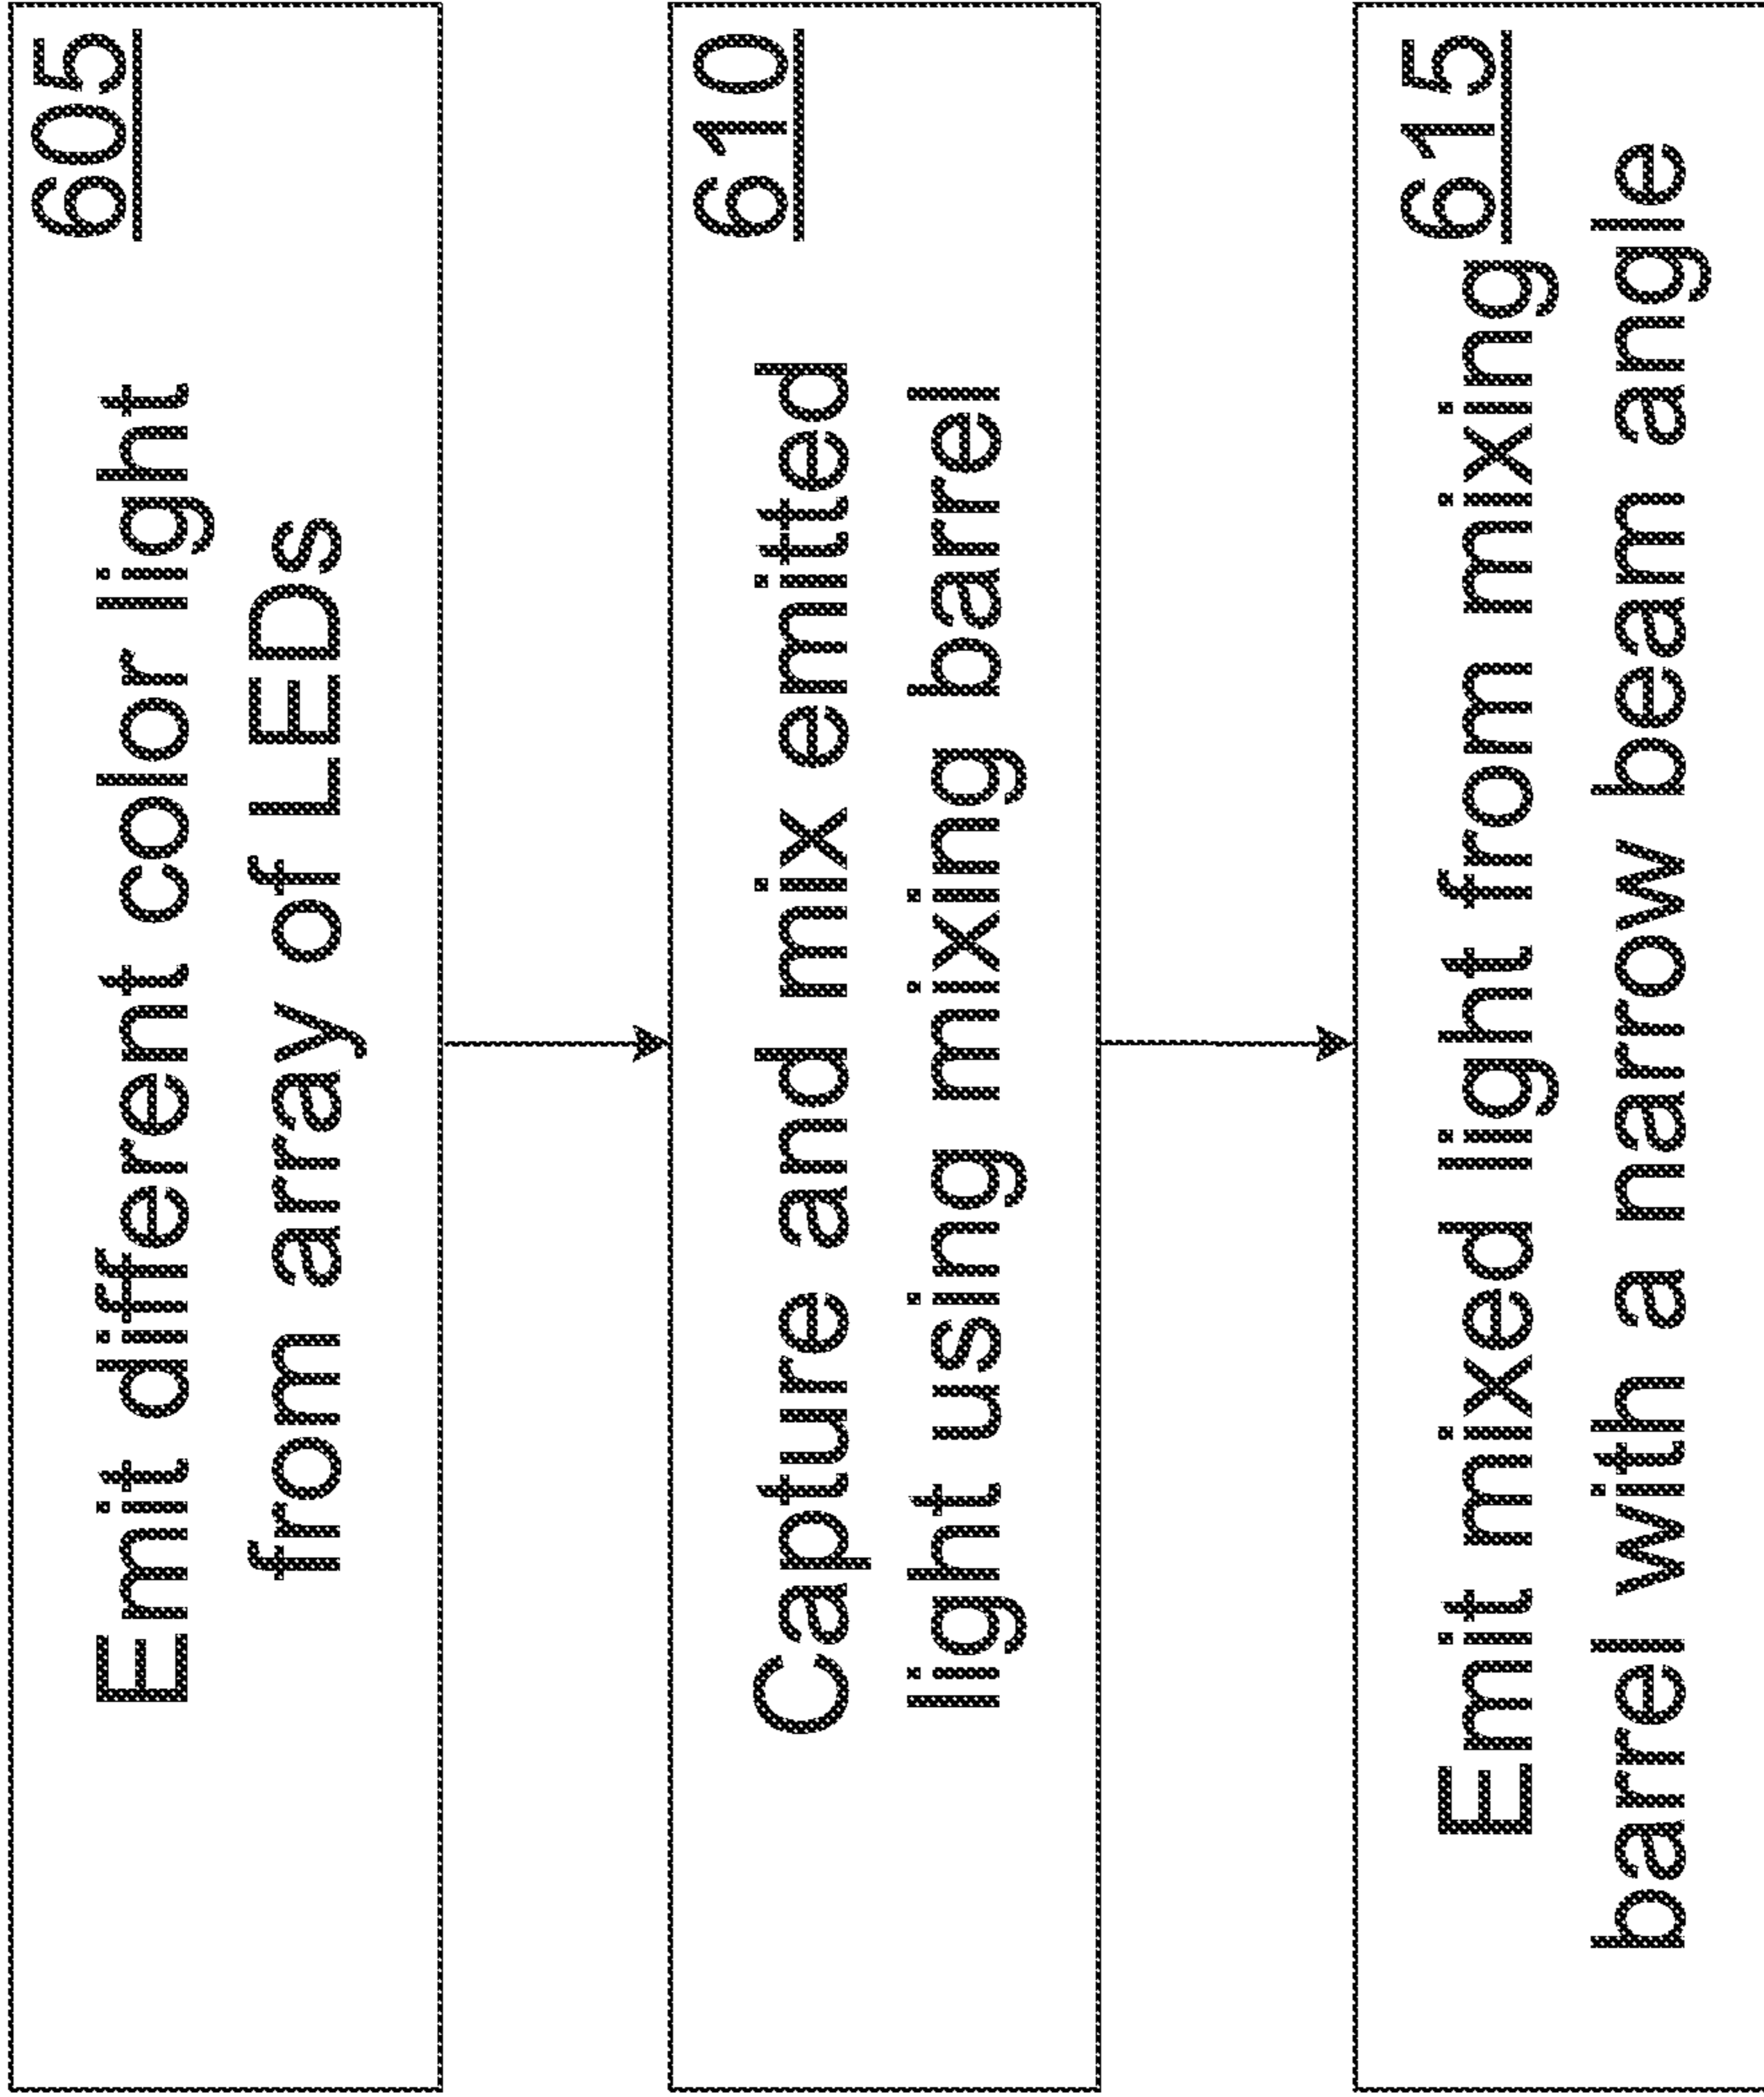 605
Emit different color light
from array of LEDs
610
Capture and mix emitted
light using mixing barrel
615
Emit mixed light from mixing
barrel with a narrow beam angle